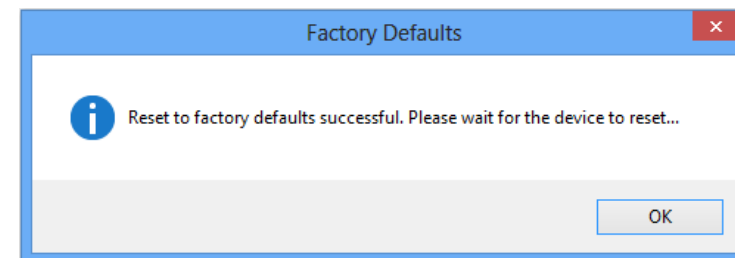 Factory Defaults
Reset to factory defaults successful. Please wait for the device to reset...
OK